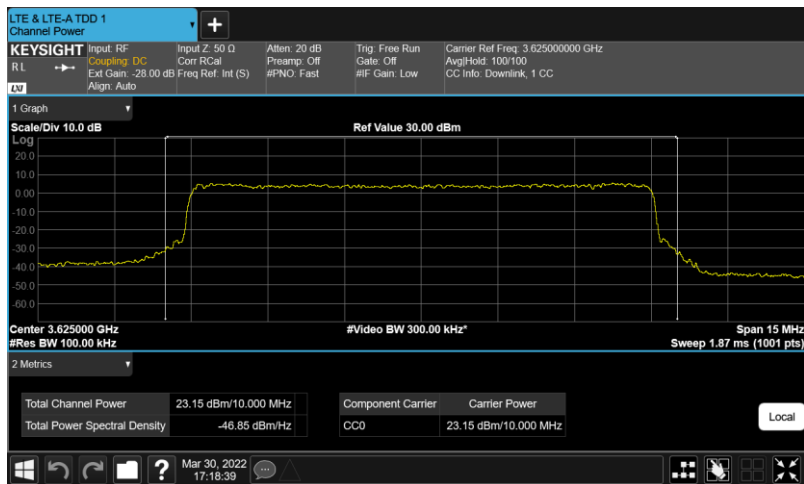 LTE & LTE-A TDD 1
Channel Power
KEYSIGHT
R L
LXI
Input: RF
Coupling: DC
Ext Gain: -28.00 dB
Align: Auto
Input Z: 50 Ω
Corr RCal
Freq Ref: Int (S)
Atten: 20 dB
Preamp: Off
#PNO: Fast
Trig: Free Run
Gate: Off
#IF Gain: Low
Carrier Ref Freq: 3.625000000 GHz
Avg|Hold: 100/100
CC Info: Downlink, 1 CC
1 Graph
Scale/Div 10.0 dB
Ref Value 30.00 dBm
Log
20.0
10.0
0.00
-10.0
-20.0
-30.0
-40.0
-50.0
-60.0
Center 3.625000 GHz
#Video BW 300.00 kHz*
Span 15 MHz
#Res BW 100.00 kHz
Sweep 1.87 ms (1001 pts)
2 Metrics
Total Channel Power 23.15 dBm/10.000 MHz
Total Power Spectral Density -46.85 dBm/Hz
Component Carrier Carrier Power
CC0 23.15 dBm/10.000 MHz
Local
?
Mar 30, 2022
17:18:39